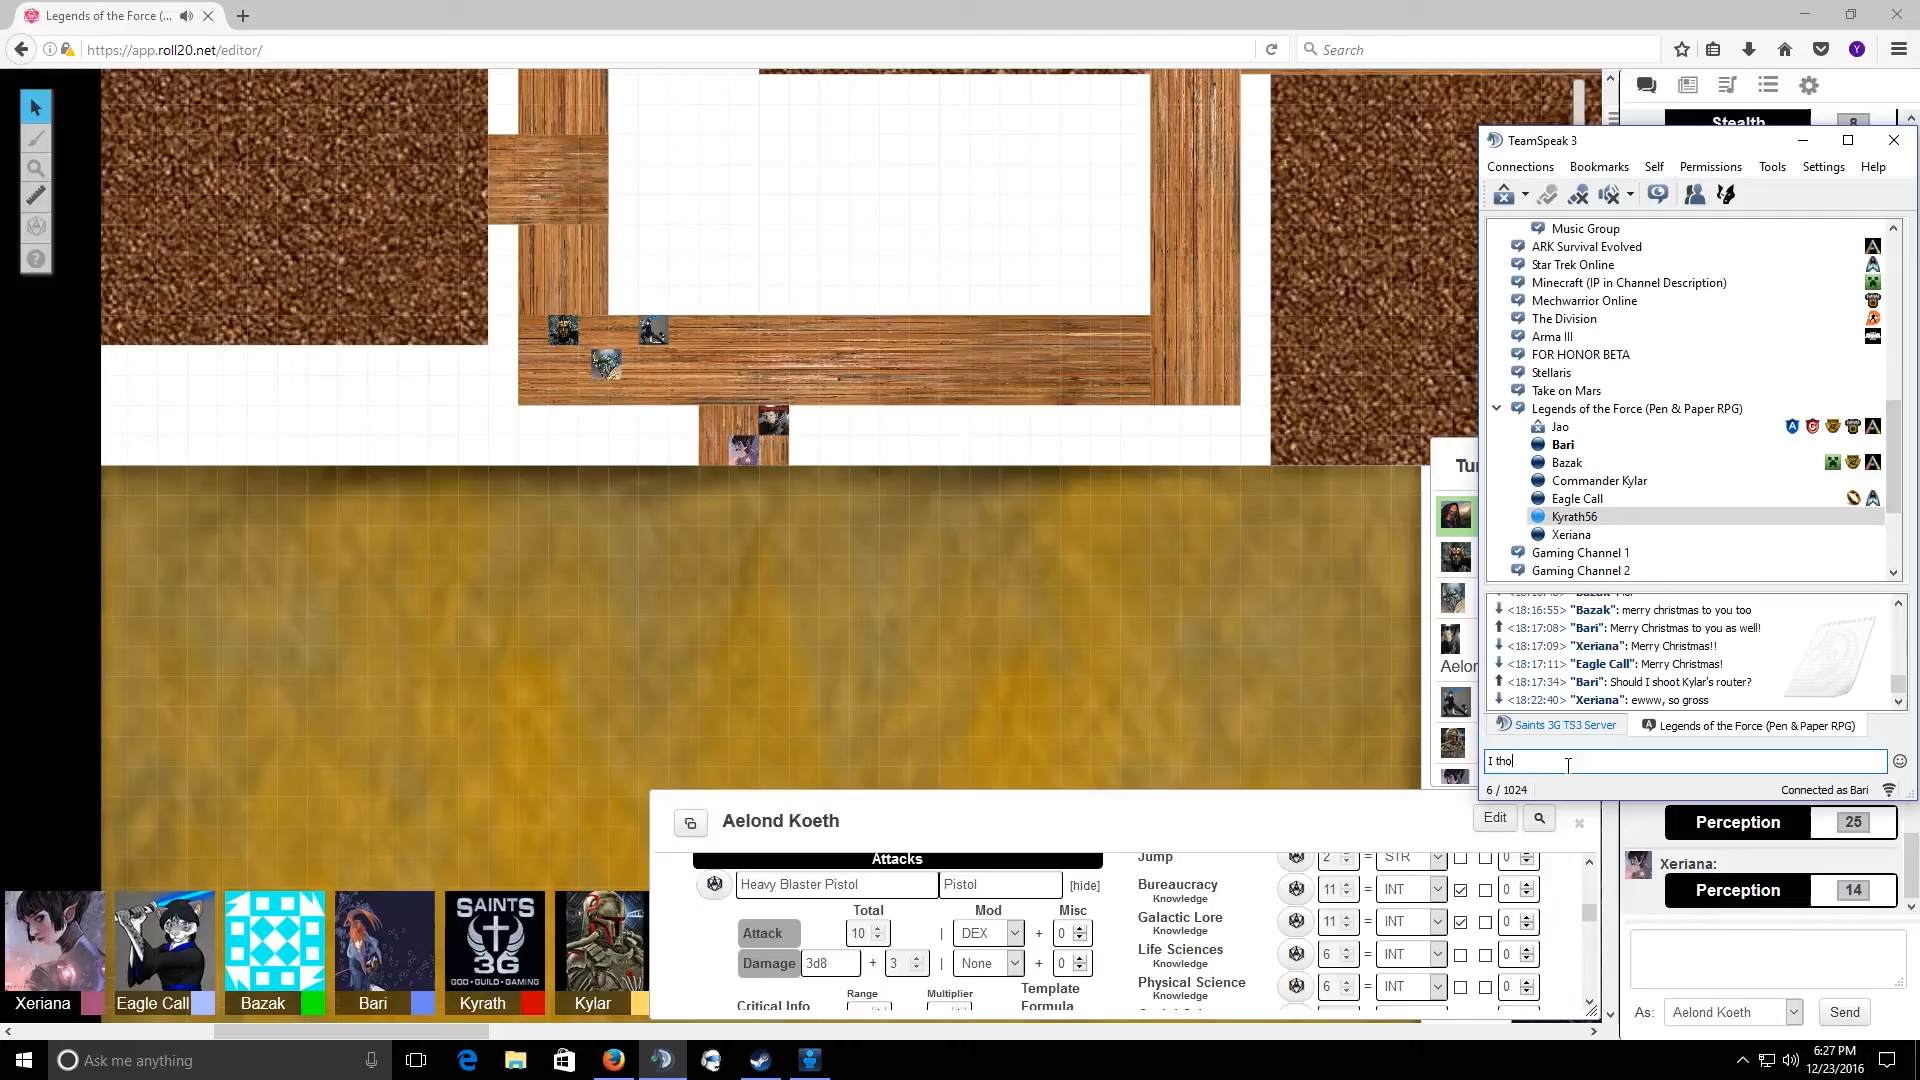 Legends of the Force (...
https://app.roll20.net/editor/
Search
Stealth 8
TeamSpeak 3
Connections Bookmarks Self Permissions Tools Settings Help
Music Group
ARK Survival Evolved
Star Trek Online
Minecraft (IP in Channel Description)
Mechwarrior Online
The Division
Arma III
FOR HONOR BETA
Stellaris
Take on Mars
Legends of the Force (Pen & Paper RPG)
Jao
Bari
Bazak
Commander Kylar
Eagle Call
Kyrath56
Xeriana
Gaming Channel 1
Gaming Channel 2
<18:16:55> "Bazak": merry christmas to you too
<18:17:08> "Bari": Merry Christmas to you as well!
<18:17:09> "Xeriana": Merry Christmas!!
<18:17:11> "Eagle Call": Merry Christmas!
<18:17:34> "Bari": Should I shoot Kylar's router?
<18:22:40> "Xeriana": ewww, so gross
Saints 3G TS3 Server
Legends of the Force (Pen & Paper RPG)
I tho
6 / 1024
Connected as Bari
Tur
Aelon
Aelond Koeth
Edit
Attacks
Heavy Blaster Pistol Pistol [hide]
Total Mod Misc
Attack 10 | DEX + 0
Damage 3d8 + 3 | None + 0
Critical Info Range Multiplier Template Formula
Jump 2 = STR 0
Bureaucracy 11 = INT 0
Knowledge
Galactic Lore 11 = INT 0
Knowledge
Life Sciences 6 = INT 0
Knowledge
Physical Science 6 = INT 0
Knowledge
Perception 25
Xeriana:
Perception 14
As: Aelond Koeth Send
Xeriana Eagle Call Bazak Bari Kyrath Kylar
SAINTS
3G
GOD · GUILD · GAMING
Ask me anything
6:27 PM
12/23/2016